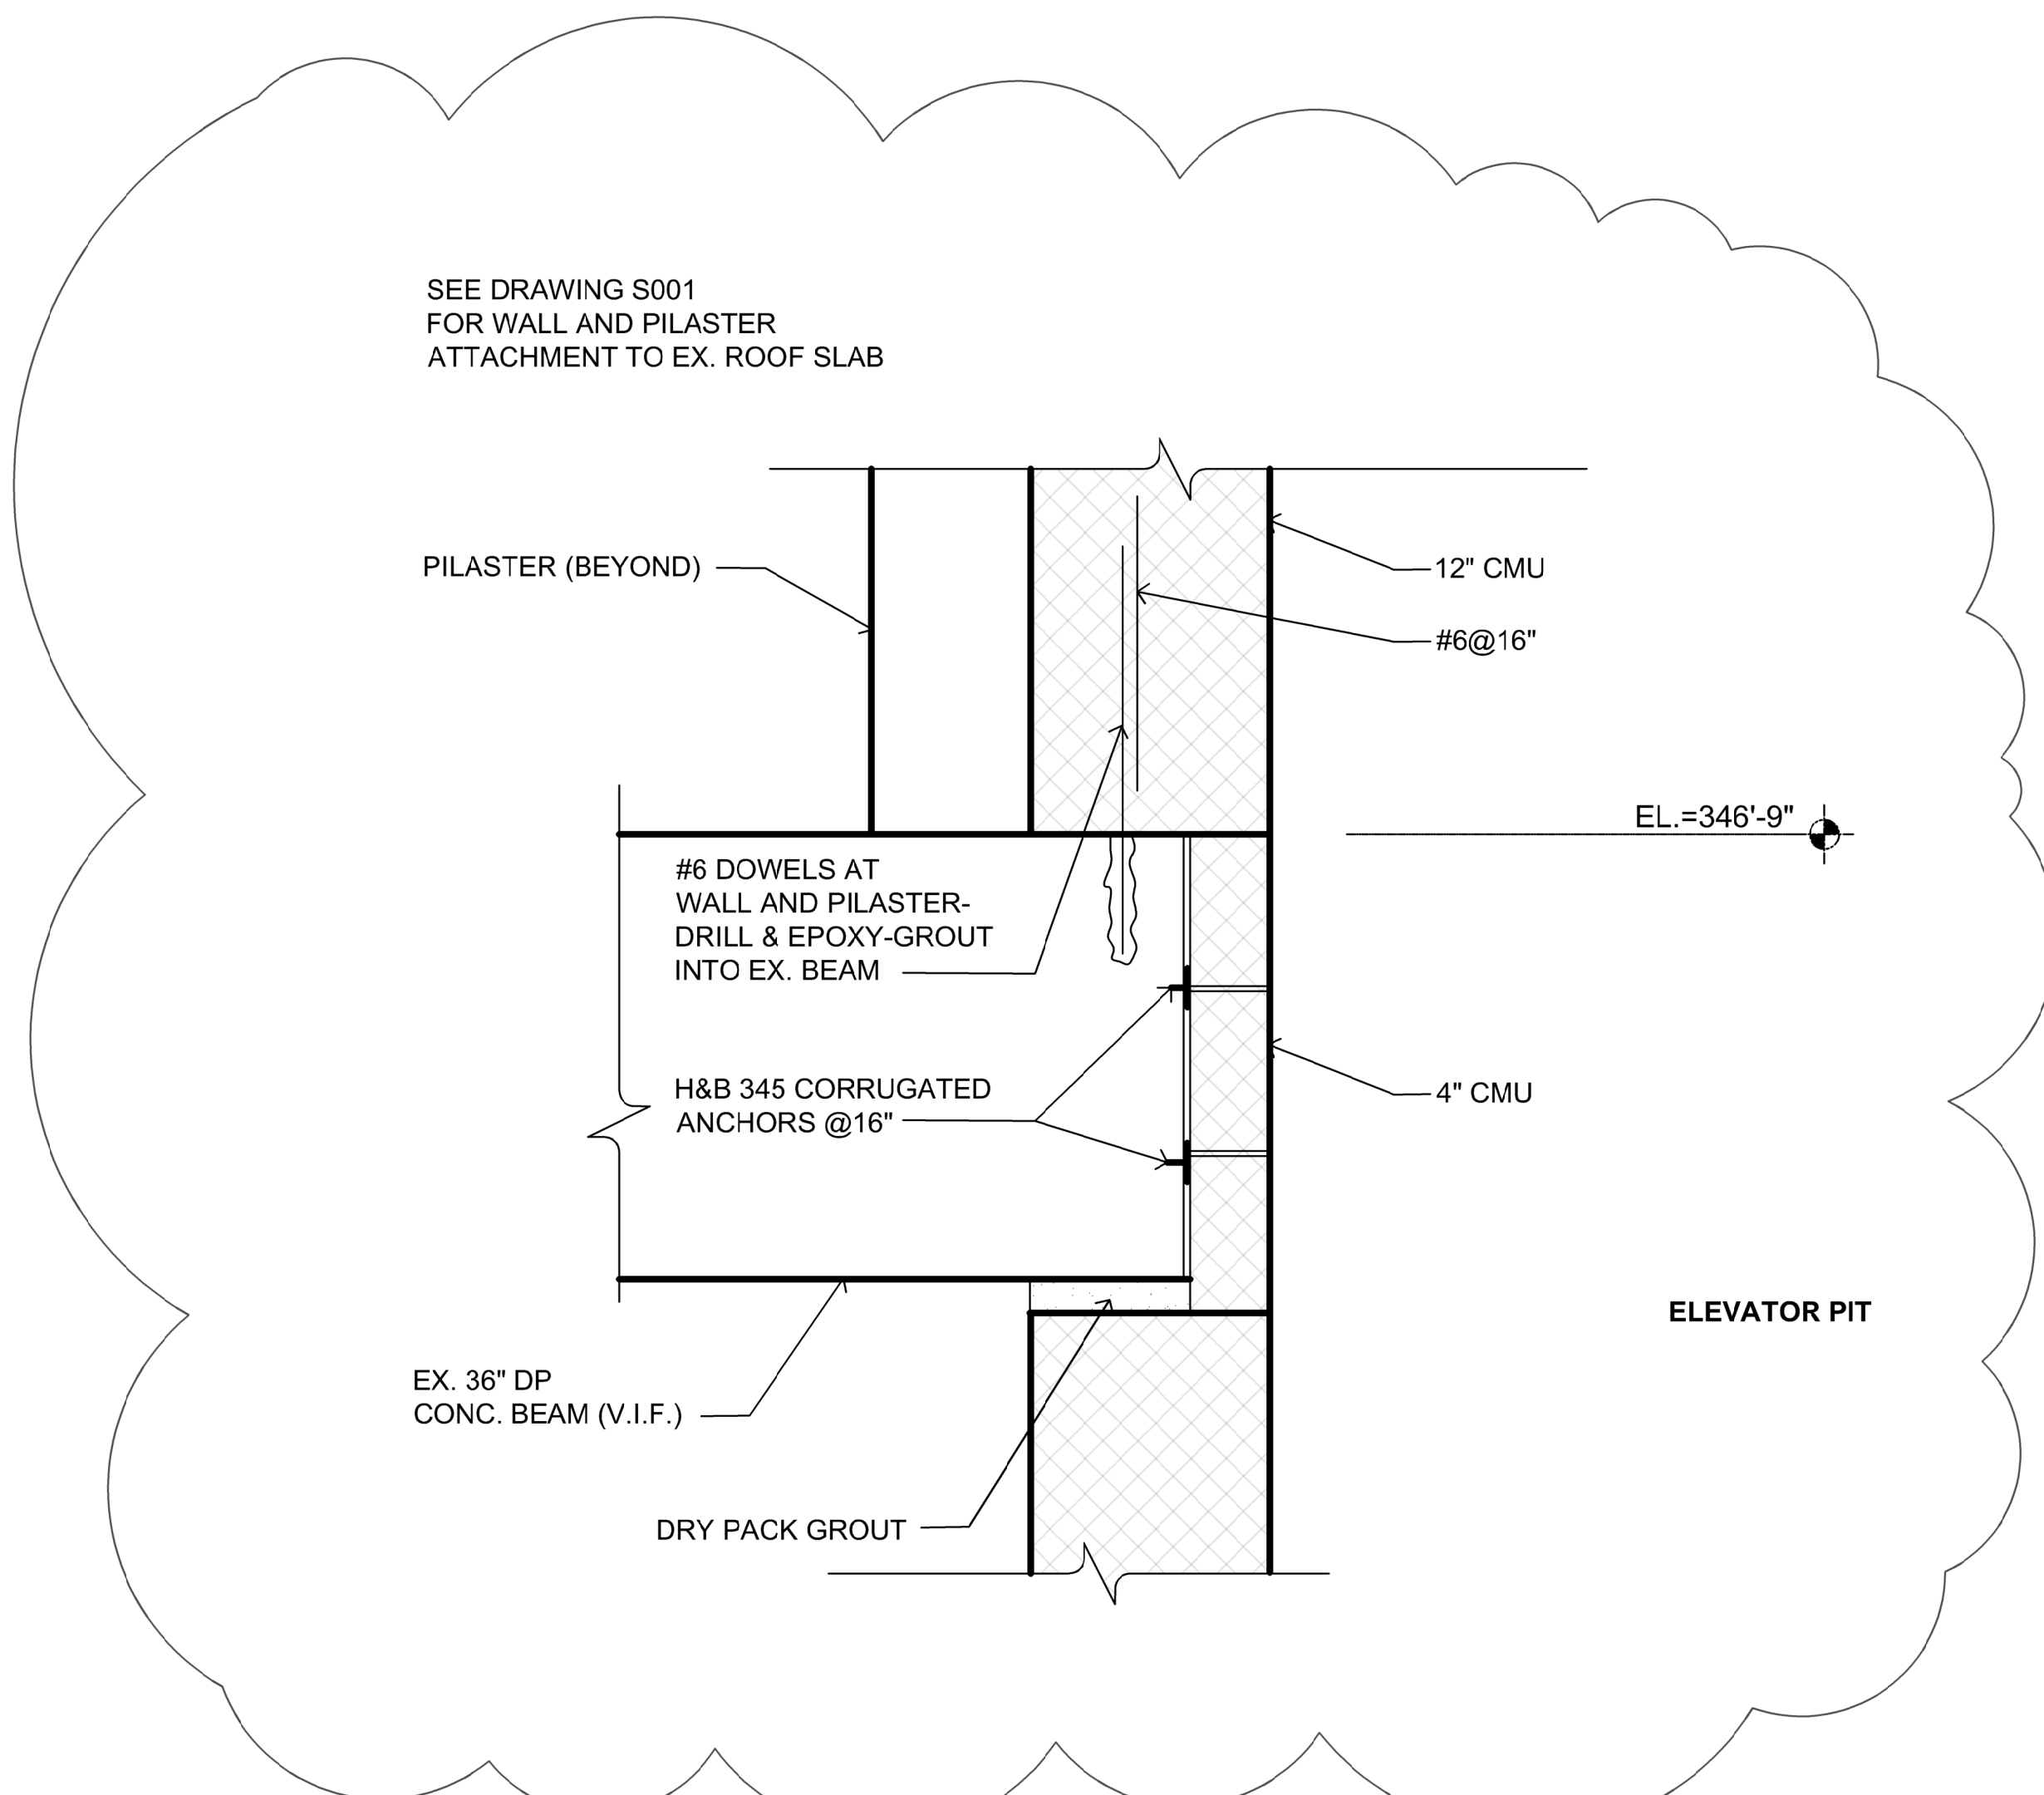 SEE DRAWING S001
FOR WALL AND PILASTER
ATTACHMENT TO EX. ROOF SLAB
PILASTER (BEYOND)
12" CMU
#6@16"
EL.=346'-9"
#6 DOWELS AT
WALL AND PILASTER-
DRILL & EPOXY-GROUT
INTO EX. BEAM
H&B 345 CORRUGATED
ANCHORS @16"
4" CMU
ELEVATOR PIT
EX. 36" DP
CONC. BEAM (V.I.F.)
DRY PACK GROUT